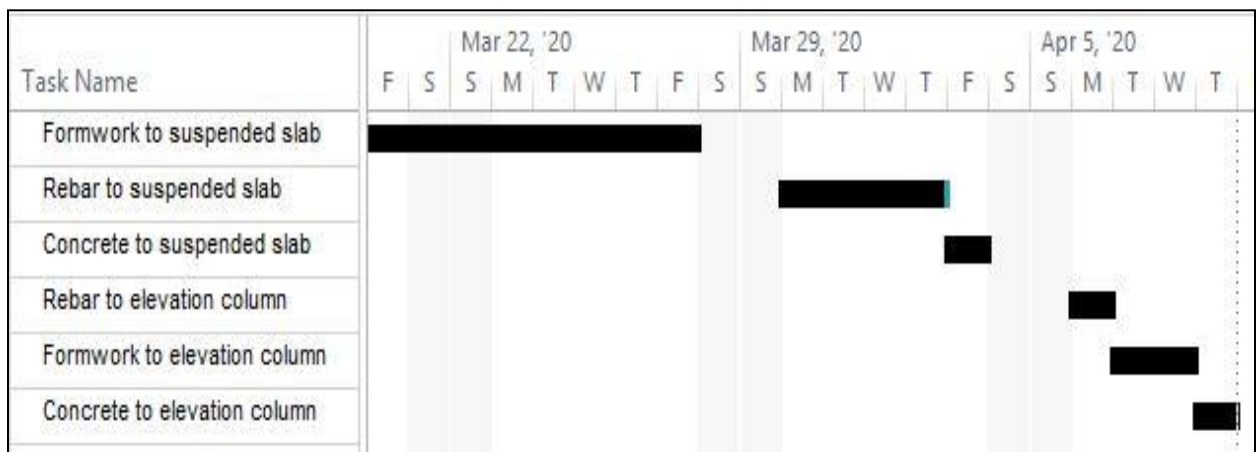 Mar 22, '20 Mar 29, '20 Apr 5, '20
Task Name F S S M T W T F S S M T W T F S S M T W T
Formwork to suspended slab
Rebar to suspended slab
Concrete to suspended slab
Rebar to elevation column
Formwork to elevation column
Concrete to elevation column